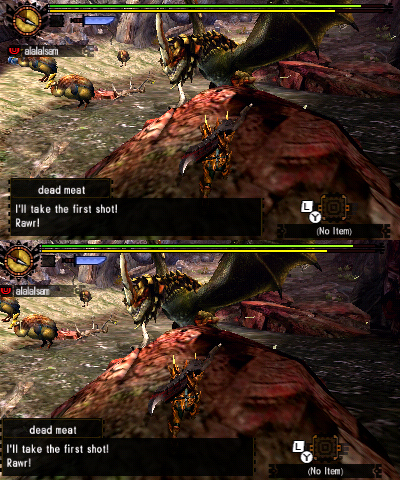 alalalsam
dead meat
I'll take the first shot!
Rawr!
L
Y
(No Item)
alalalsam
dead meat
I'll take the first shot!
Rawr!
L
Y
(No Item)